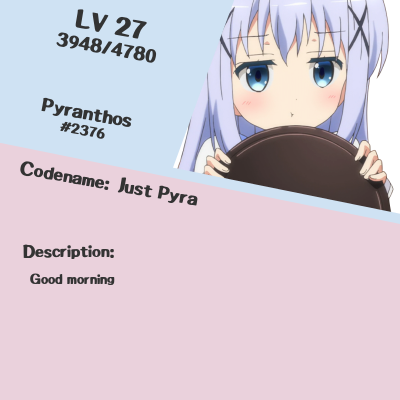 LV 27
3948/4780
Pyranthos
#2376
Codename: Just Pyra
Description:
Good morning